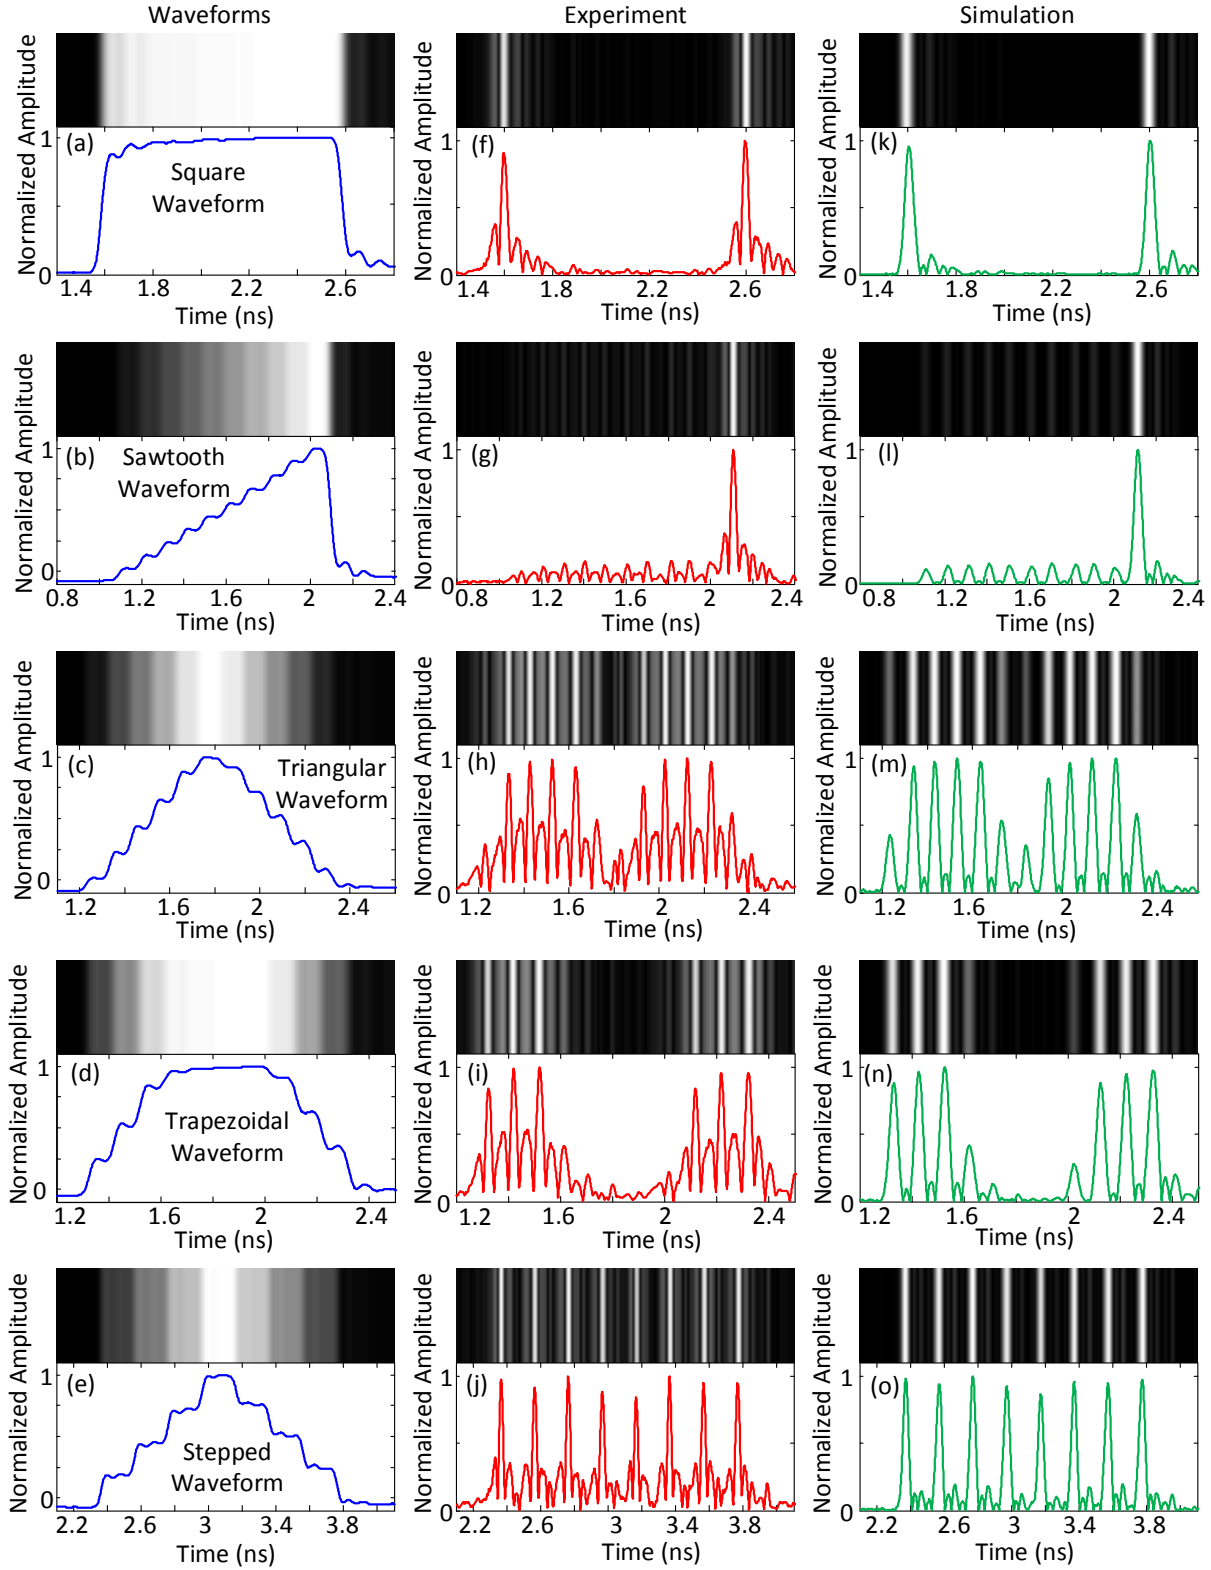 Waveforms Experiment Simulation
Normalized Amplitude
1
0
(a)
Square
Waveform
1.4 1.8 2.2 2.6
Time (ns)
Normalized Amplitude
1
0
(f)
1.4 1.8 2.2 2.6
Time (ns)
Normalized Amplitude
1
0
(k)
1.4 1.8 2.2 2.6
Time (ns)
Normalized Amplitude
1
0
(b)
Sawtooth
Waveform
0.8 1.2 1.6 2 2.4
Time (ns)
Normalized Amplitude
1
0
(g)
0.8 1.2 1.6 2 2.4
Time (ns)
Normalized Amplitude
1
0
(l)
0.8 1.2 1.6 2 2.4
Time (ns)
Normalized Amplitude
1
0
(c)
Triangular
Waveform
1.2 1.6 2 2.4
Time (ns)
Normalized Amplitude
1
0
(h)
1.2 1.6 2 2.4
Time (ns)
Normalized Amplitude
1
0
(m)
1.2 1.6 2 2.4
Time (ns)
Normalized Amplitude
1
0
(d)
Trapezoidal
Waveform
1.2 1.6 2 2.4
Time (ns)
Normalized Amplitude
1
0
(i)
1.2 1.6 2 2.4
Time (ns)
Normalized Amplitude
1
0
(n)
1.2 1.6 2 2.4
Time (ns)
Normalized Amplitude
1
0
(e)
Stepped
Waveform
2.2 2.6 3 3.4 3.8
Time (ns)
Normalized Amplitude
1
0
(j)
2.2 2.6 3 3.4 3.8
Time (ns)
Normalized Amplitude
1
0
(o)
2.2 2.6 3 3.4 3.8
Time (ns)